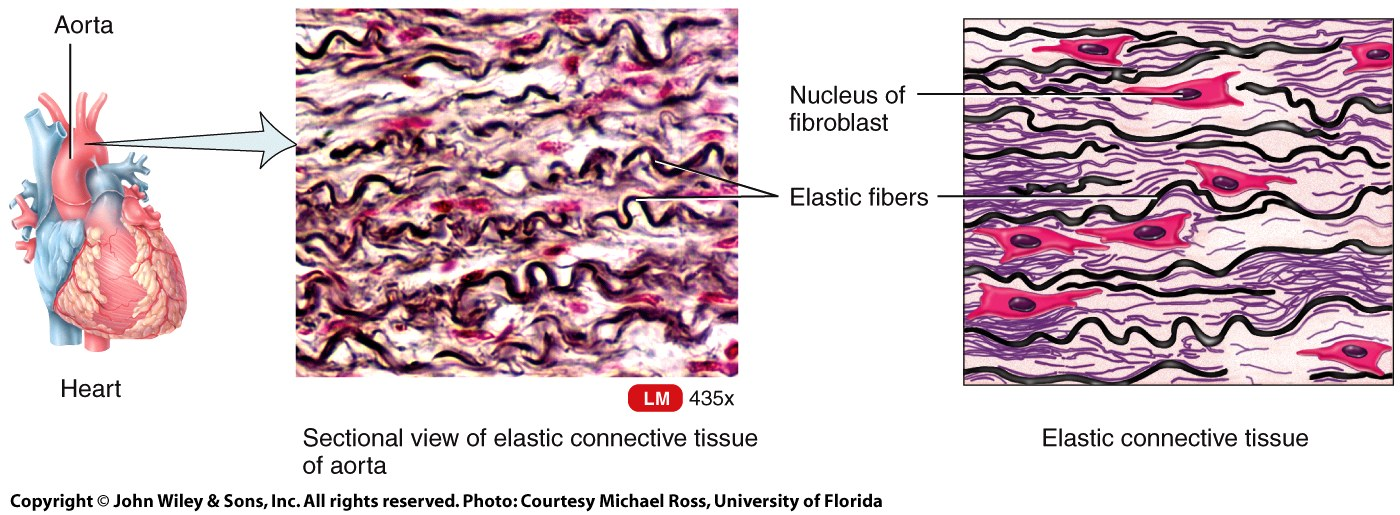 Aorta
Heart
LM 435x
Sectional view of elastic connective tissue
of aorta
Nucleus of
fibroblast
Elastic fibers
Elastic connective tissue
Copyright © John Wiley & Sons, Inc. All rights reserved. Photo: Courtesy Michael Ross, University of Florida